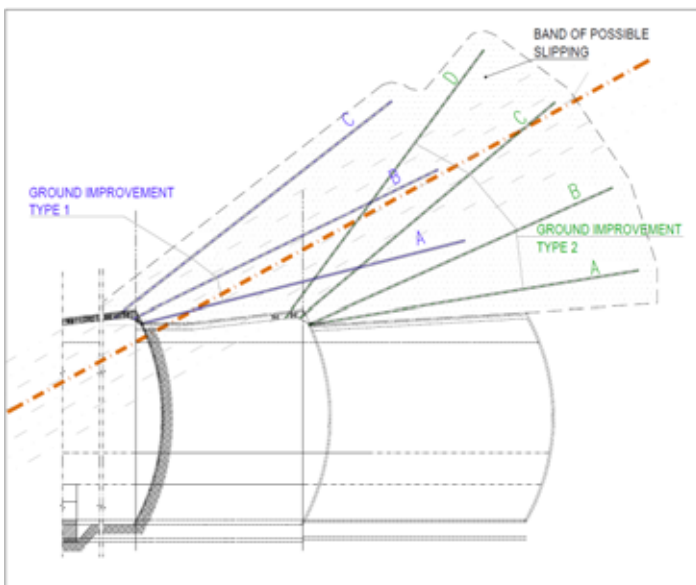 BAND OF POSSIBLE
SLIPPING
D
C
C
B
GROUND IMPROVEMENT
TYPE 1
B
A
GROUND IMPROVEMENT
TYPE 2
A